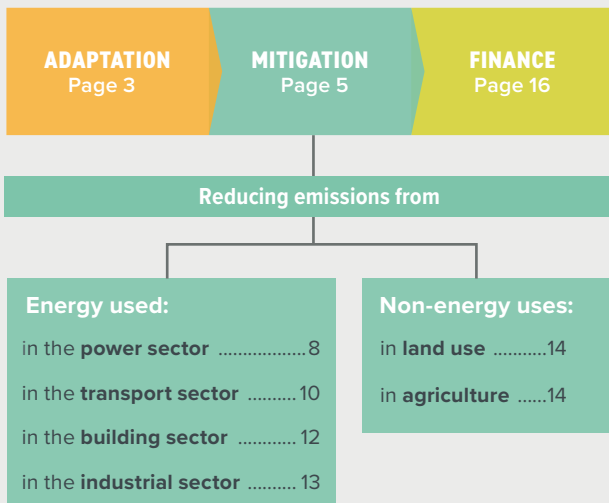 ADAPTATION
Page 3
MITIGATION
Page 5
FINANCE
Page 16
Reducing emissions from
Energy used:
in the power sector ..................8
in the transport sector ..........10
in the building sector ...........12
in the industrial sector ..........13
Non-energy uses:
in land use ...........14
in agriculture ......14